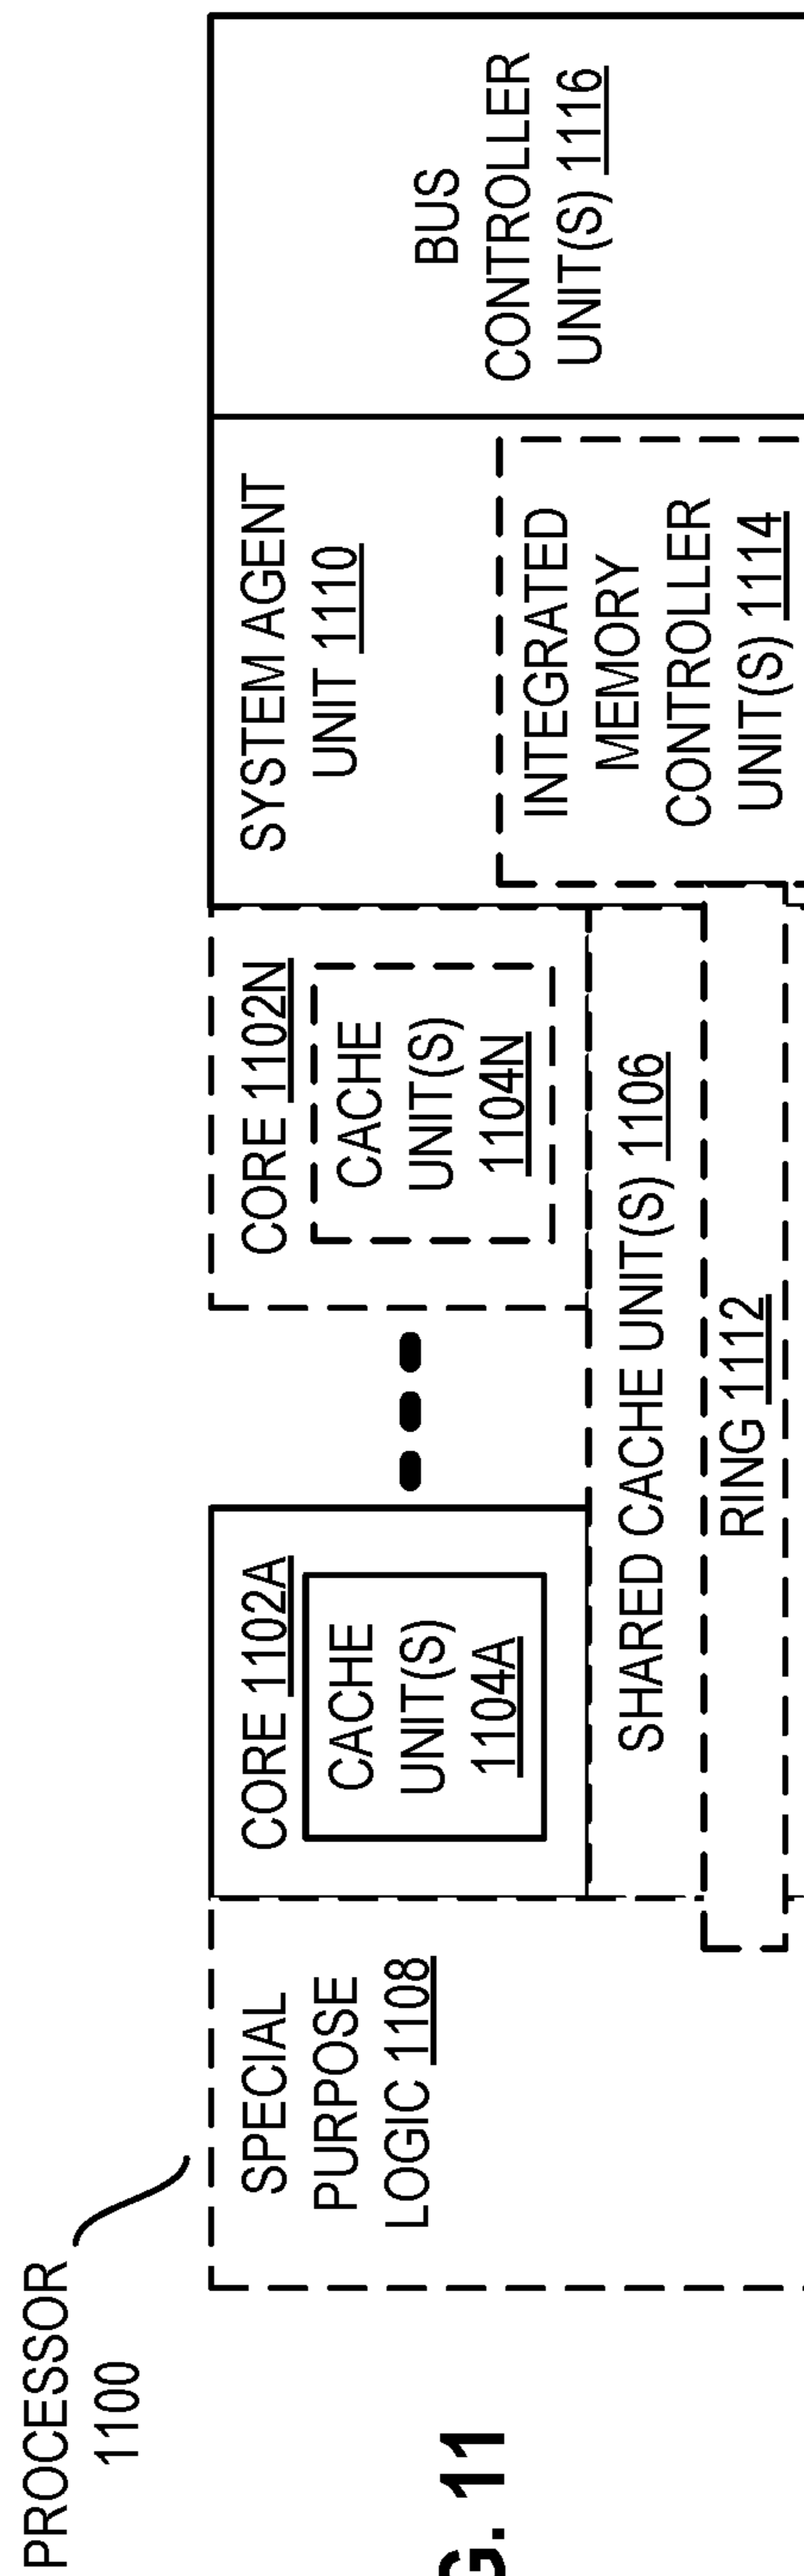 PROCESSOR
1100
SPECIAL
PURPOSE
LOGIC 1108
CORE 1102A
CACHE
UNIT(S)
1104A
CORE 1102N
CACHE
UNIT(S)
1104N
SHARED CACHE UNIT(S) 1106
RING 1112
SYSTEM AGENT
UNIT 1110
INTEGRATED
MEMORY
CONTROLLER
UNIT(S) 1114
BUS
CONTROLLER
UNIT(S) 1116
G. 11